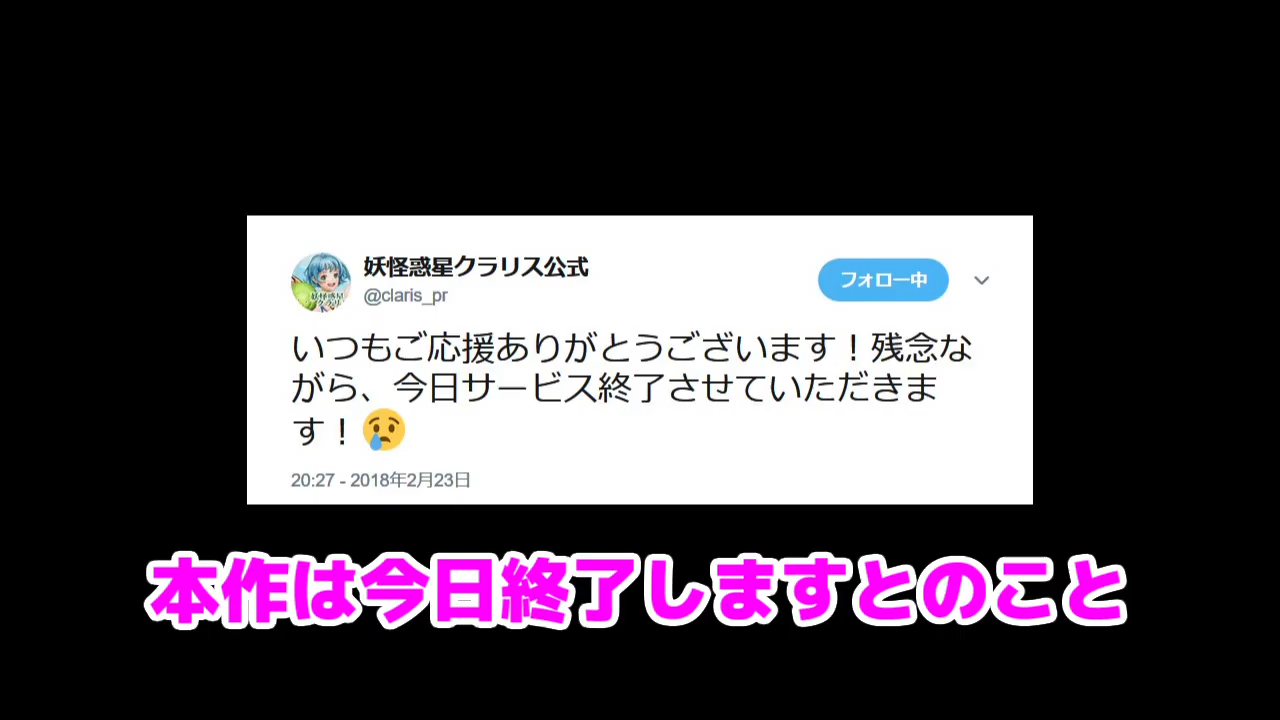 妖怪惑星クラリス公式
@claris_pr
フォロー中
いつもご応援ありがとうございます！残念な
がら、今日サービス終了させていただきま
す！😢
20:27 - 2018年2月23日
本作は今日終了しますとのこと